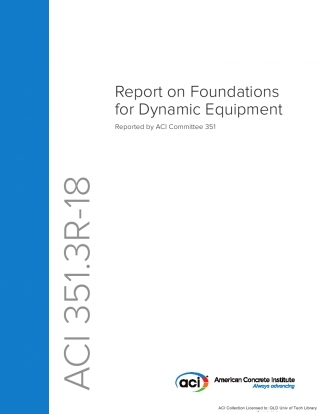 Report on Foundations
for Dynamic Equipment
Reported by ACI Committee 351
ACI 351.3R-18
aci
American Concrete Institute
Always advancing
ACI Collection Licensed to: QLD Univ of Tech Library